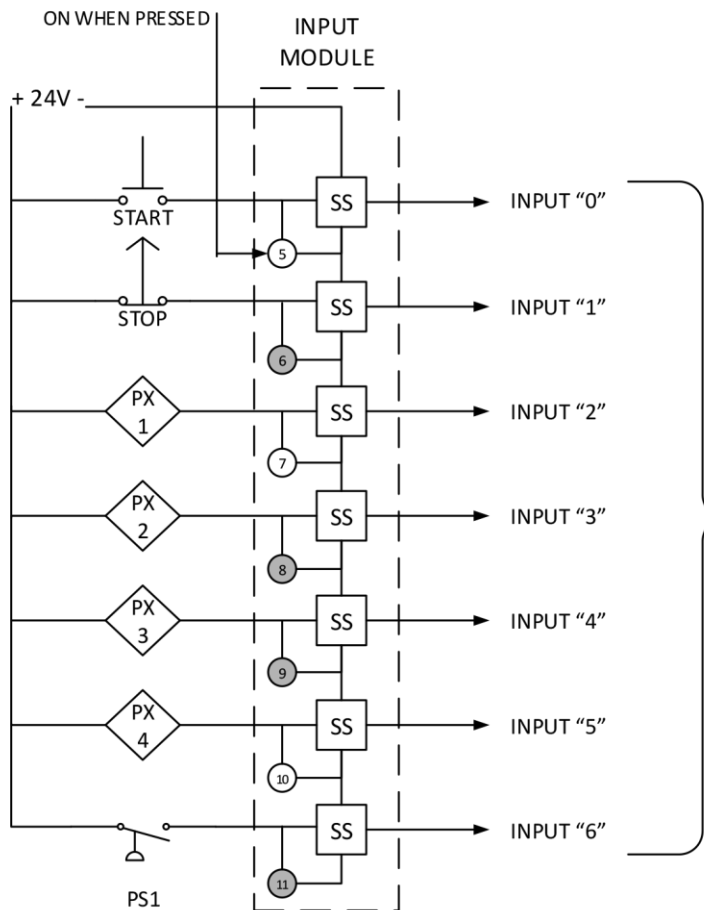 ON WHEN PRESSED
INPUT
MODULE
+ 24V -
SS
INPUT “0”
START
5
SS
INPUT “1”
STOP
6
PX
1
SS
INPUT “2”
7
PX
2
SS
INPUT “3”
8
PX
3
SS
INPUT “4”
9
PX
4
SS
INPUT “5”
10
SS
INPUT “6”
11
PS1